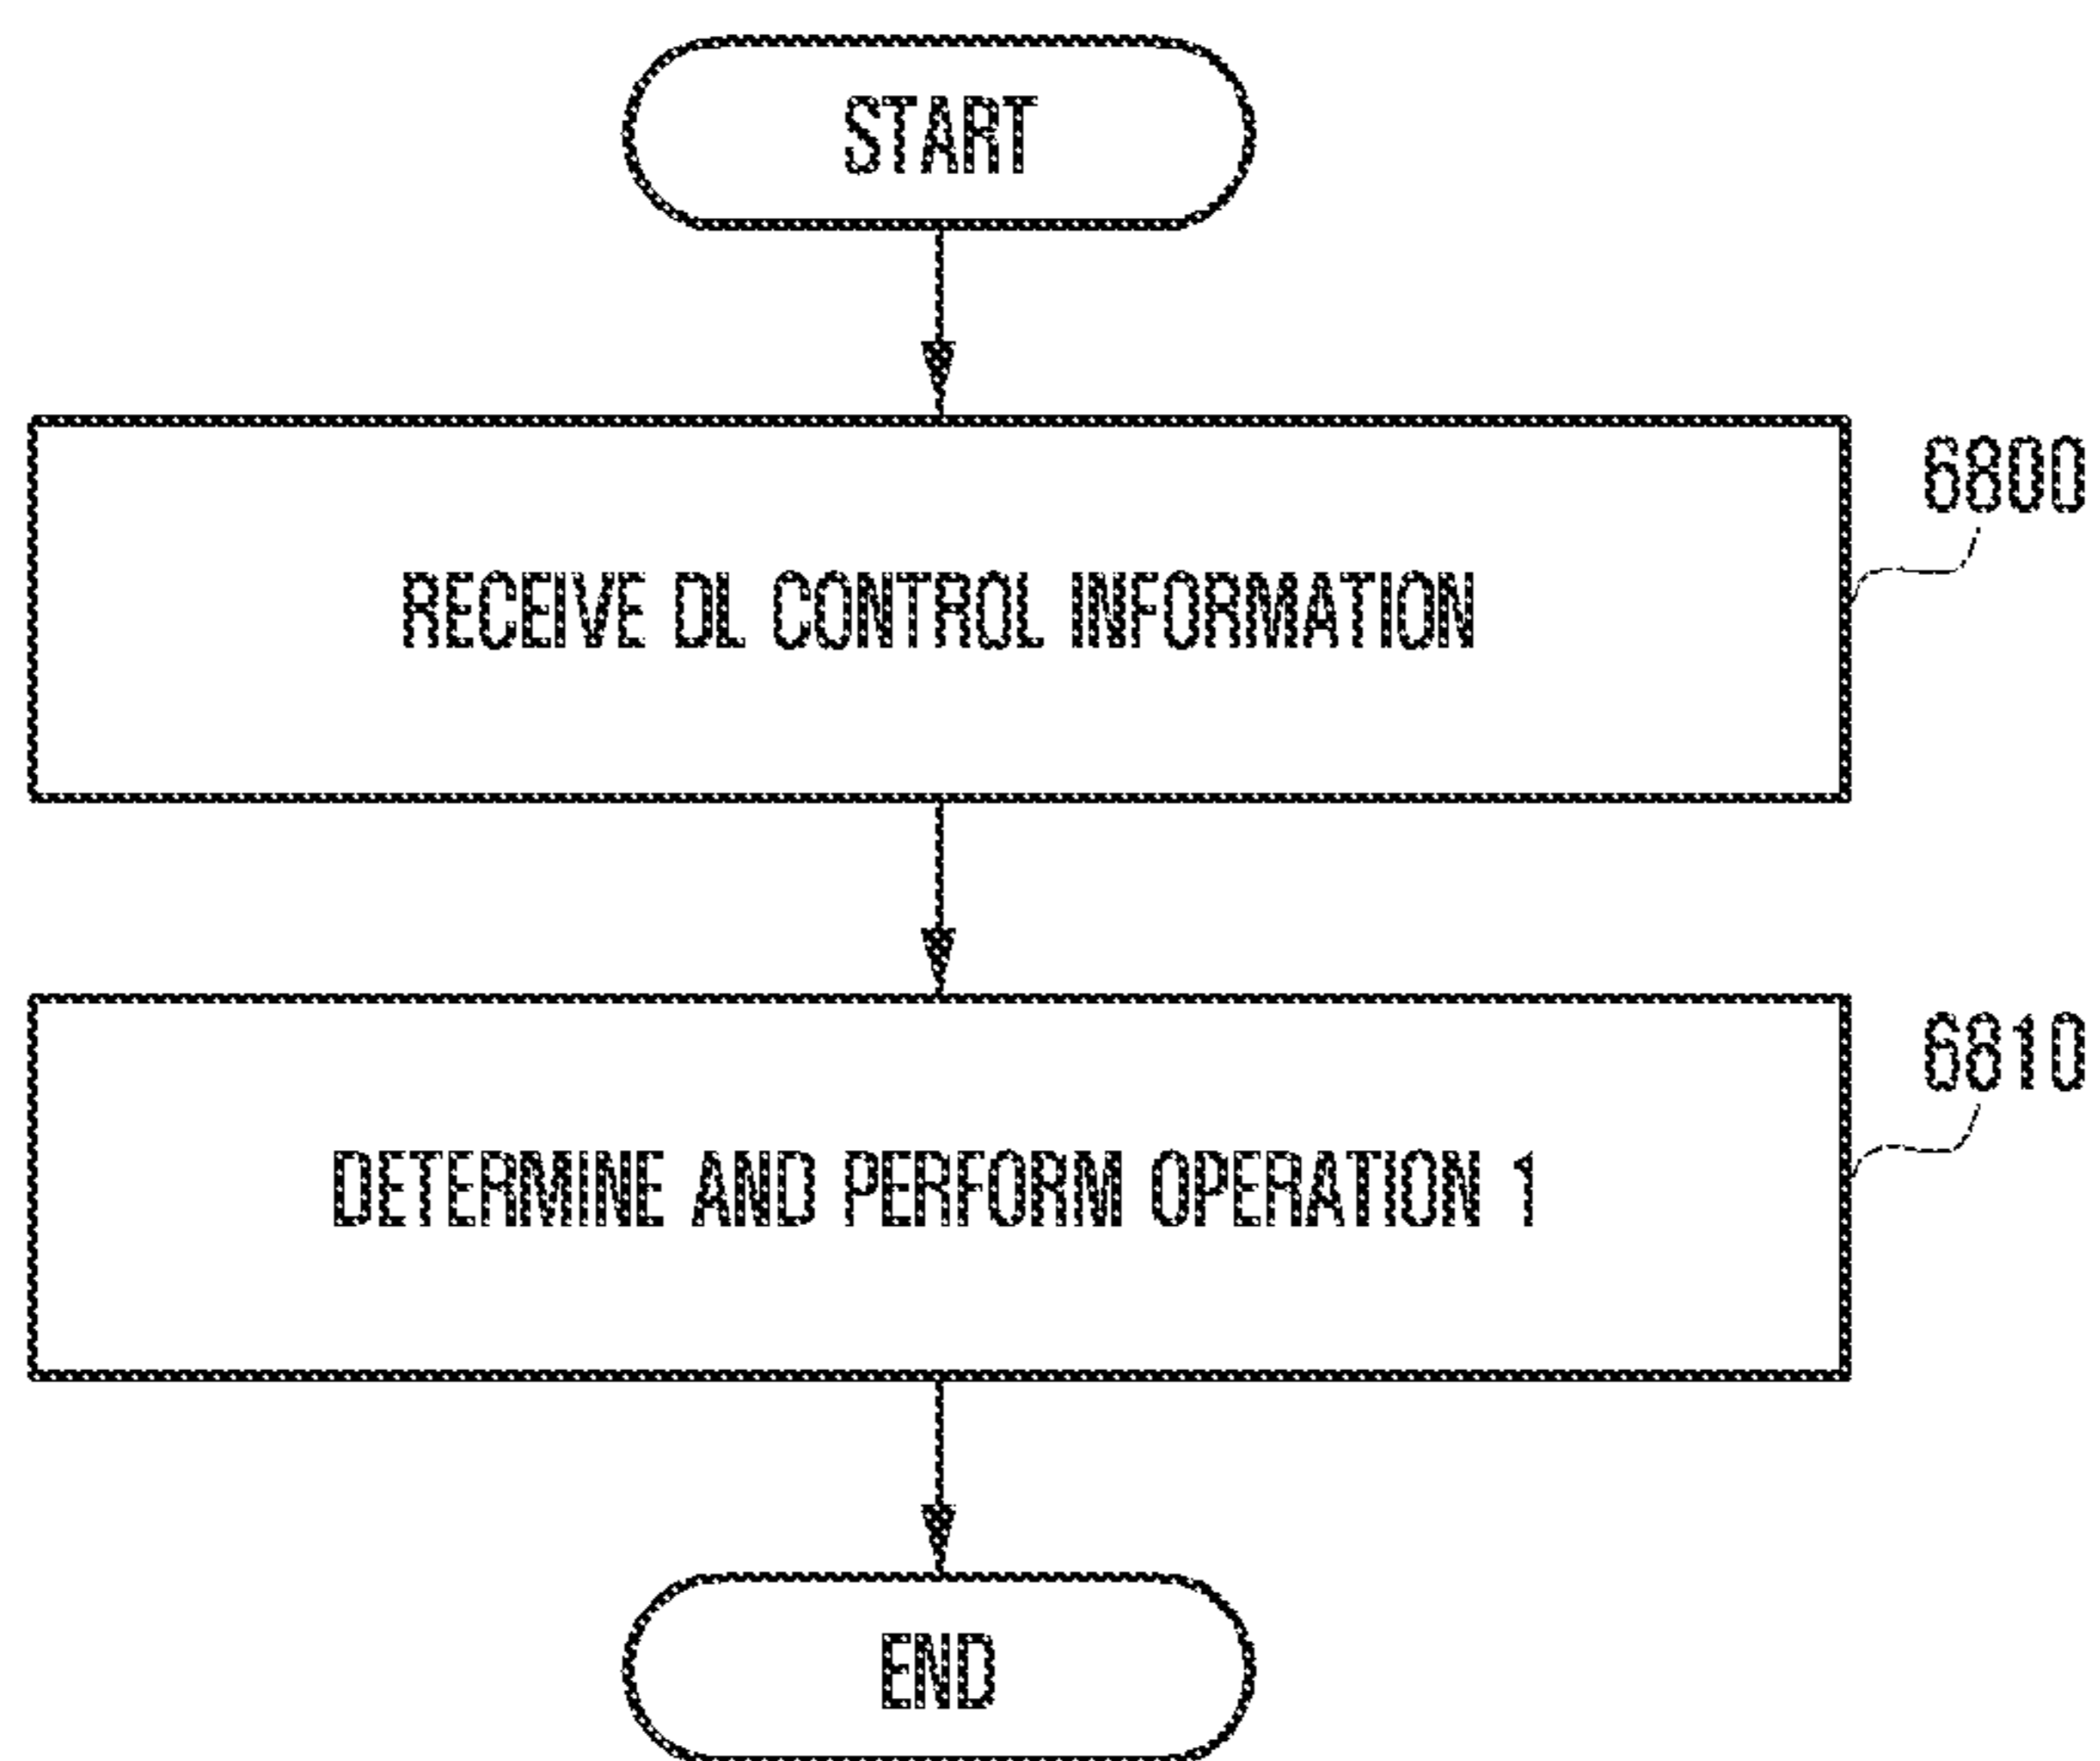 START
6800
RECEIVE DL CONTROL INFORMATION
6810
DETERMINE AND PERFORM OPERATION 1
END